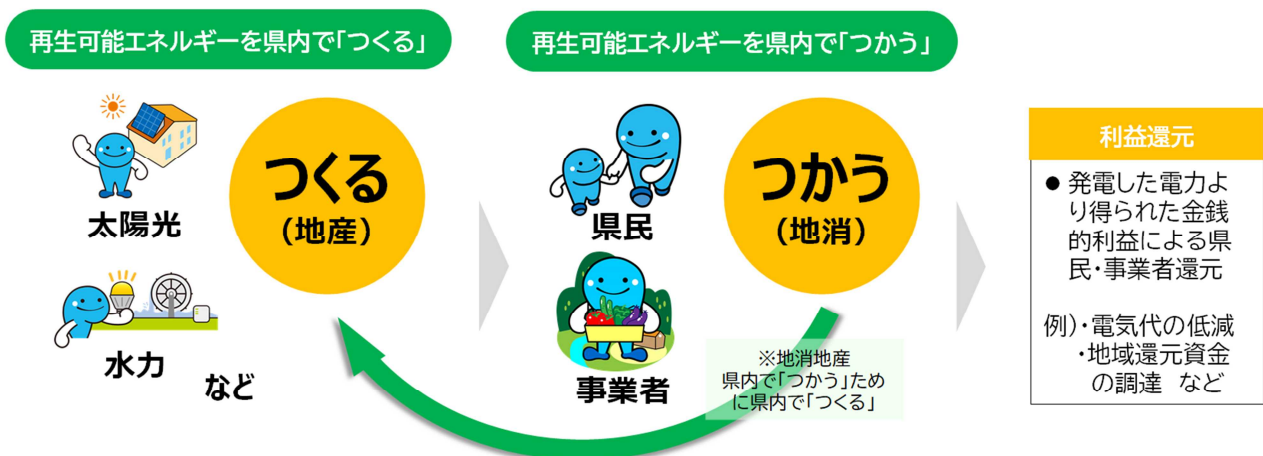 再生可能エネルギーを県内で「つくる」
太陽光
水力
など
つくる
(地産)
再生可能エネルギーを県内で「つかう」
県民
事業者
つかう
(地消)
※地消地産
県内で「つかう」ため
に県内で「つくる」
利益還元
● 発電した電力よ
り得られた金銭
的利益による県
民・事業者還元
例)・電気代の低減
・地域還元資金
の調達 など